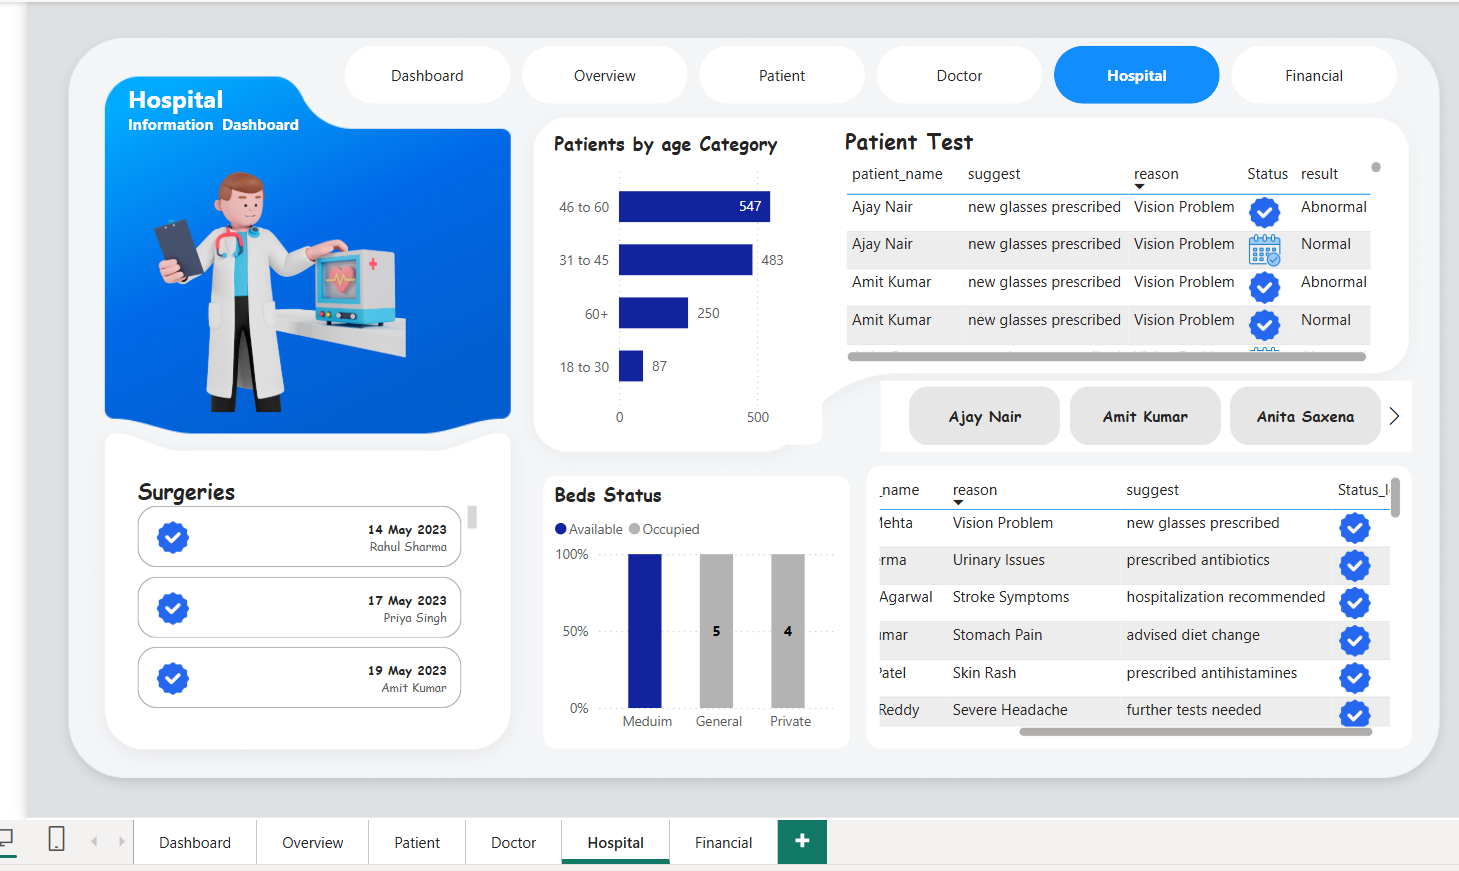 Dashboard
Overview
Patient
Doctor
Hospital
Financial
Hospital
Information Dashboard
Patients by age Category
46 to 60
547
31 to 45
483
60+
250
18 to 30
87
0
500
Patient Test
patient_name suggest reason Status result
Ajay Nair new glasses prescribed Vision Problem Abnormal
Ajay Nair new glasses prescribed Vision Problem Normal
Amit Kumar new glasses prescribed Vision Problem Abnormal
Amit Kumar new glasses prescribed Vision Problem Normal
Ajay Nair
Amit Kumar
Anita Saxena
Surgeries
14 May 2023
Rahul Sharma
17 May 2023
Priya Singh
19 May 2023
Amit Kumar
Beds Status
Available Occupied
100%
50%
0%
5
4
Meduim
General
Private
_name reason suggest
Vision Problem new glasses prescribed
Urinary Issues prescribed antibiotics
Agarwal Stroke Symptoms hospitalization recommended
Stomach Pain advised diet change
Patel Skin Rash prescribed antihistamines
Reddy Severe Headache further tests needed
Dashboard
Overview
Patient
Doctor
Hospital
Financial
+